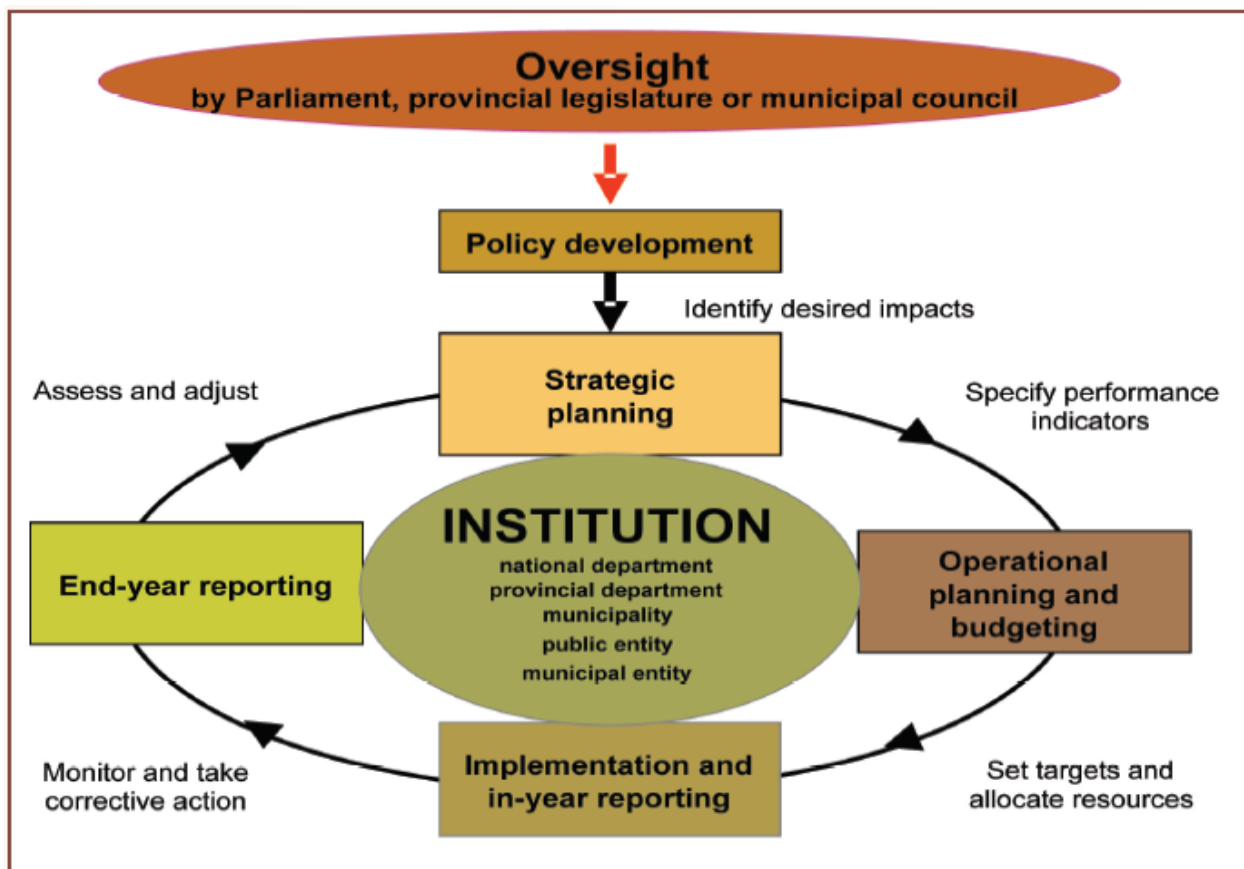 Oversight
by Parliament, provincial legislature or municipal council
Policy development
Identify desired impacts
Strategic
planning
Assess and adjust
Specify performance
indicators
INSTITUTION
national department
provincial department
municipality
public entity
municipal entity
End-year reporting
Operational
planning and
budgeting
Implementation and
in-year reporting
Monitor and take
corrective action
Set targets and
allocate resources